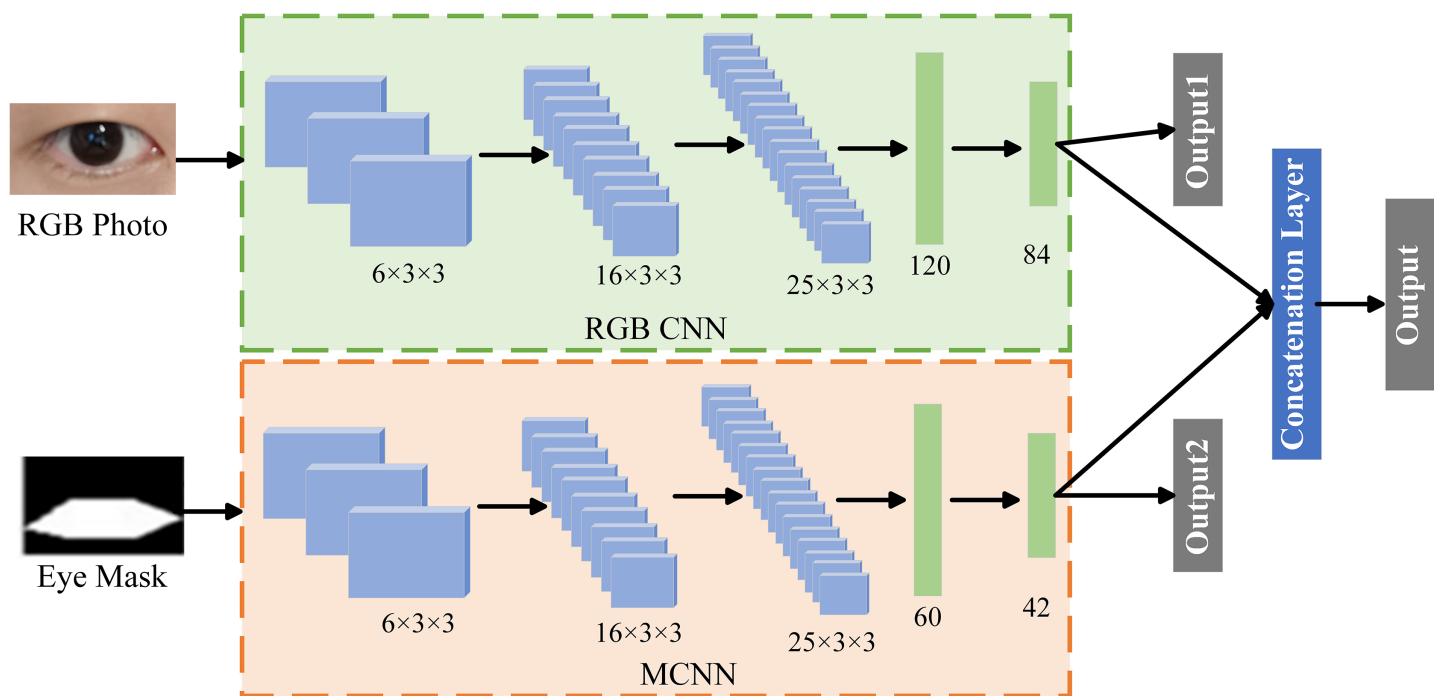 RGB Photo
6×3×3
16×3×3
25×3×3
120
84
RGB CNN
Output1
Eye Mask
6×3×3
16×3×3
25×3×3
60
42
MCNN
Output2
Concatenation Layer
Output